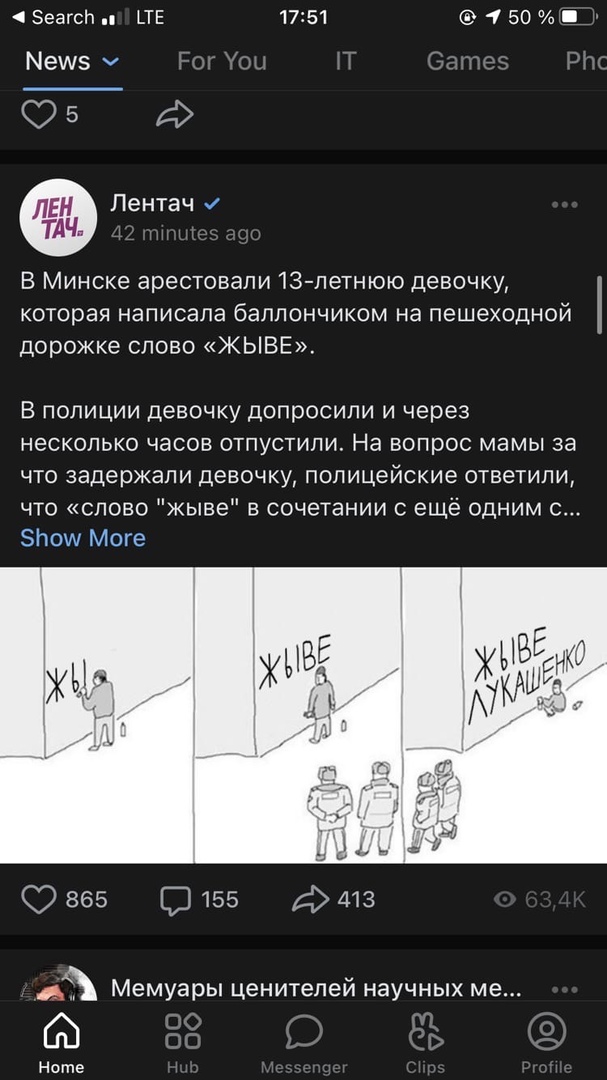 Search LTE 17:51 50 %
News For You IT Games Pho
5
ЛЕН
ТАЧ
Лентач
42 minutes ago
В Минске арестовали 13-летнюю девочку,
которая написала баллончиком на пешеходной
дорожке слово «ЖЫВЕ».
В полиции девочку допросили и через
несколько часов отпустили. На вопрос мамы за
что задержали девочку, полицейские ответили,
что «слово "жыве" в сочетании с ещё одним с...
Show More
ЖЫ
ЖЫВЕ
ЖЫВЕ
ЛУКАШЕНКО
865 155 413 63,4K
Мемуары ценителей научных ме...
Home Hub Messenger Clips Profile